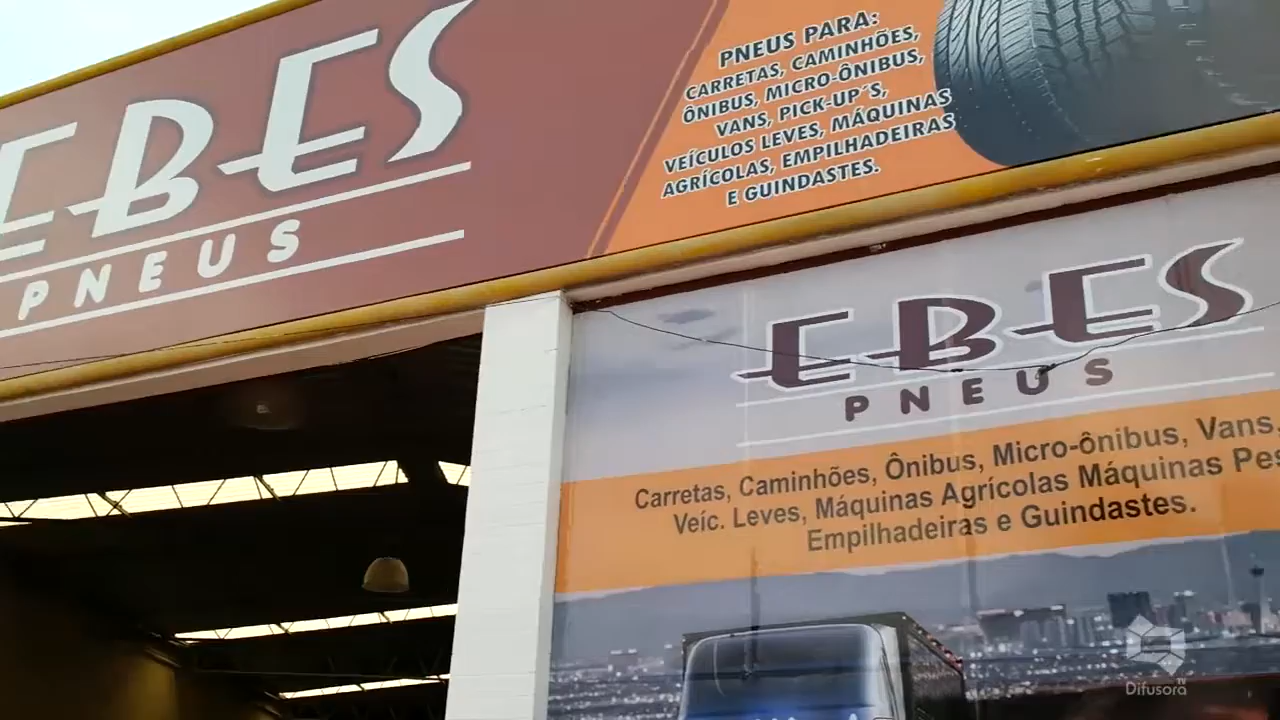 EBES
PNEUS
PNEUS PARA:
CARRETAS, CAMINHÕES,
ÔNIBUS, MICRO-ÔNIBUS,
VANS, PICK-UP´S,
VEÍCULOS LEVES, MÁQUINAS
AGRÍCOLAS, EMPILHADEIRAS
E GUINDASTES.
EBES
PNEUS
Carretas, Caminhões, Ônibus, Micro-ônibus, Vans,
Veíc. Leves, Máquinas Agrícolas Máquinas
Empilhadeiras e Guindastes.
TV
Difusora